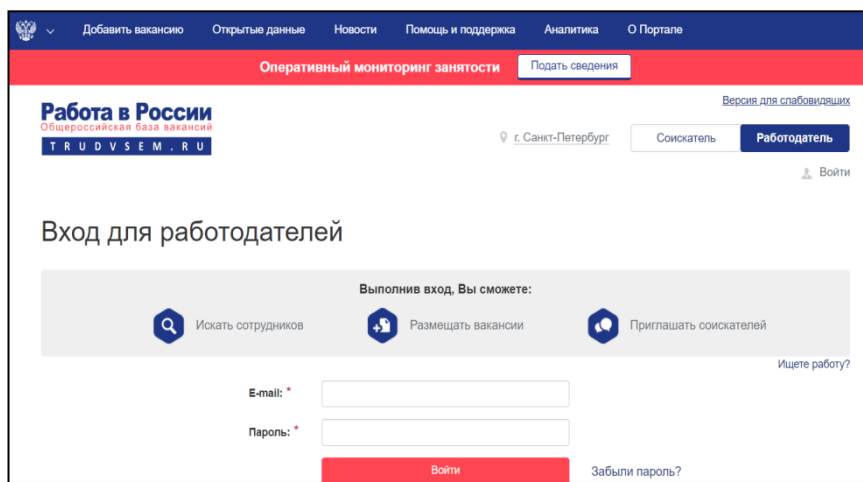 Добавить вакансию Открытые данные Новости Помощь и поддержка Аналитика О Портале
Оперативный мониторинг занятости Подать сведения
Версия для слабовидящих
Работа в России
Общероссийская база вакансий
TRUDVSEM.RU
г. Санкт-Петербург Соискатель Работодатель
Войти
Вход для работодателей
Выполнив вход, Вы сможете:
Искать сотрудников Размещать вакансии Приглашать соискателей
Ищете работу?
E-mail: *
Пароль: *
Войти Забыли пароль?